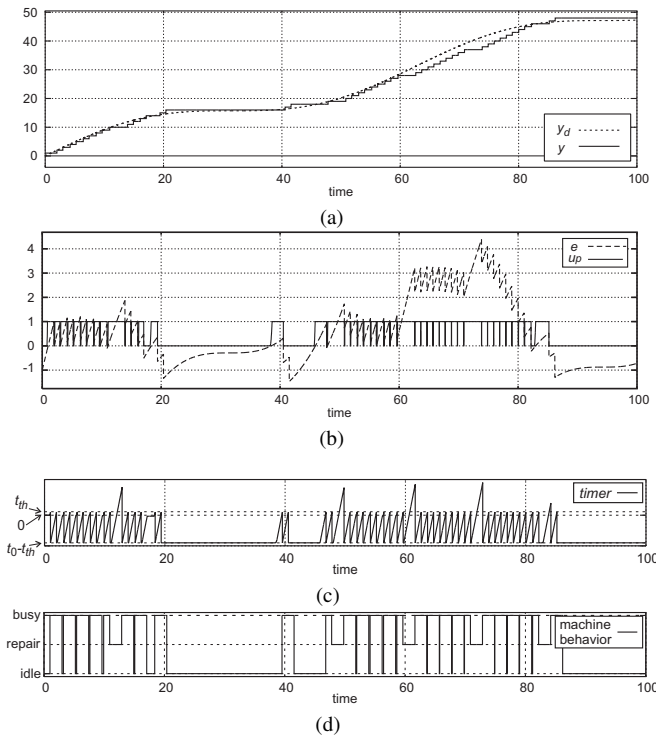 50
40
30
20
10
0
y_d
y
0 20 40 60 80 100
time
(a)
4
3
2
1
0
-1
e
u_P
0 20 40 60 80 100
time
(b)
t_th
0
t_0-t_th
timer
0 20 40 60 80 100
time
(c)
busy
repair
idle
machine
behavior
0 20 40 60 80 100
time
(d)